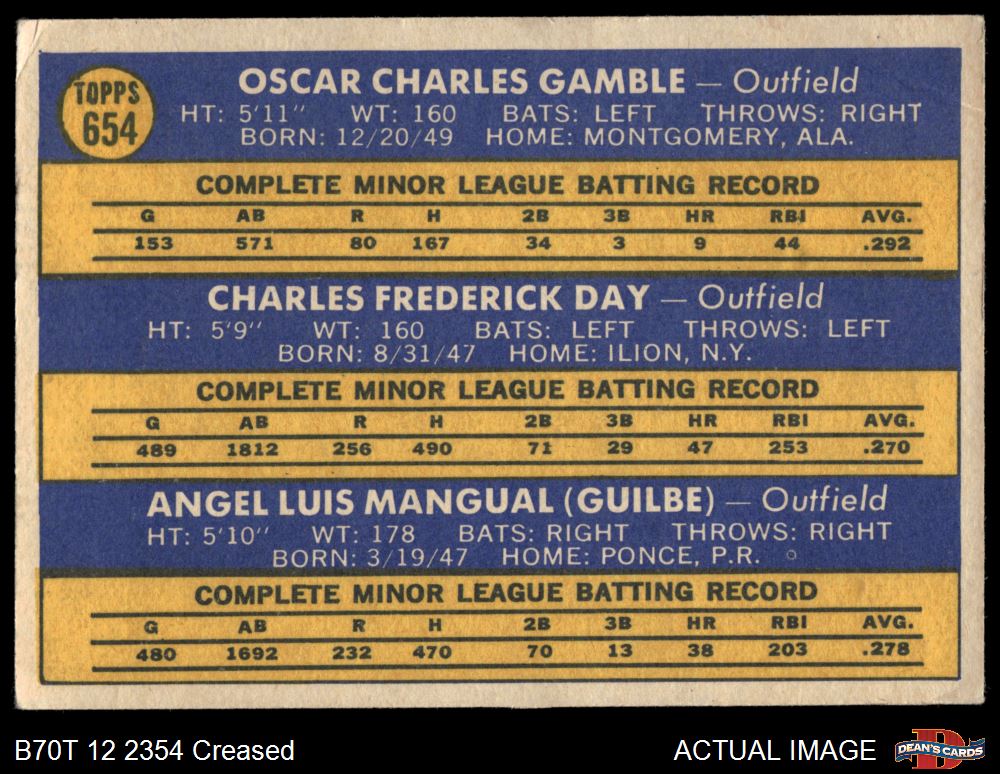 TOPPS
654
OSCAR CHARLES GAMBLE — Outfield
HT: 5'11" WT: 160 BATS: LEFT THROWS: RIGHT
BORN: 12/20/49 HOME: MONTGOMERY, ALA.
COMPLETE MINOR LEAGUE BATTING RECORD
G AB R H 2B 3B HR RBI AVG.
153 571 80 167 34 3 9 44 .292
CHARLES FREDERICK DAY — Outfield
HT: 5'9" WT: 160 BATS: LEFT THROWS: LEFT
BORN: 8/31/47 HOME: ILION, N.Y.
COMPLETE MINOR LEAGUE BATTING RECORD
G AB R H 2B 3B HR RBI AVG.
489 1812 256 490 71 29 47 253 .270
ANGEL LUIS MANGUAL (GUILBE) — Outfield
HT: 5'10" WT: 178 BATS: RIGHT THROWS: RIGHT
BORN: 3/19/47 HOME: PONCE, P.R.
COMPLETE MINOR LEAGUE BATTING RECORD
G AB R H 2B 3B HR RBI AVG.
480 1692 232 470 70 13 38 203 .278
B70T 12 2354 Creased
ACTUAL IMAGE
D
DEAN'S CARDS